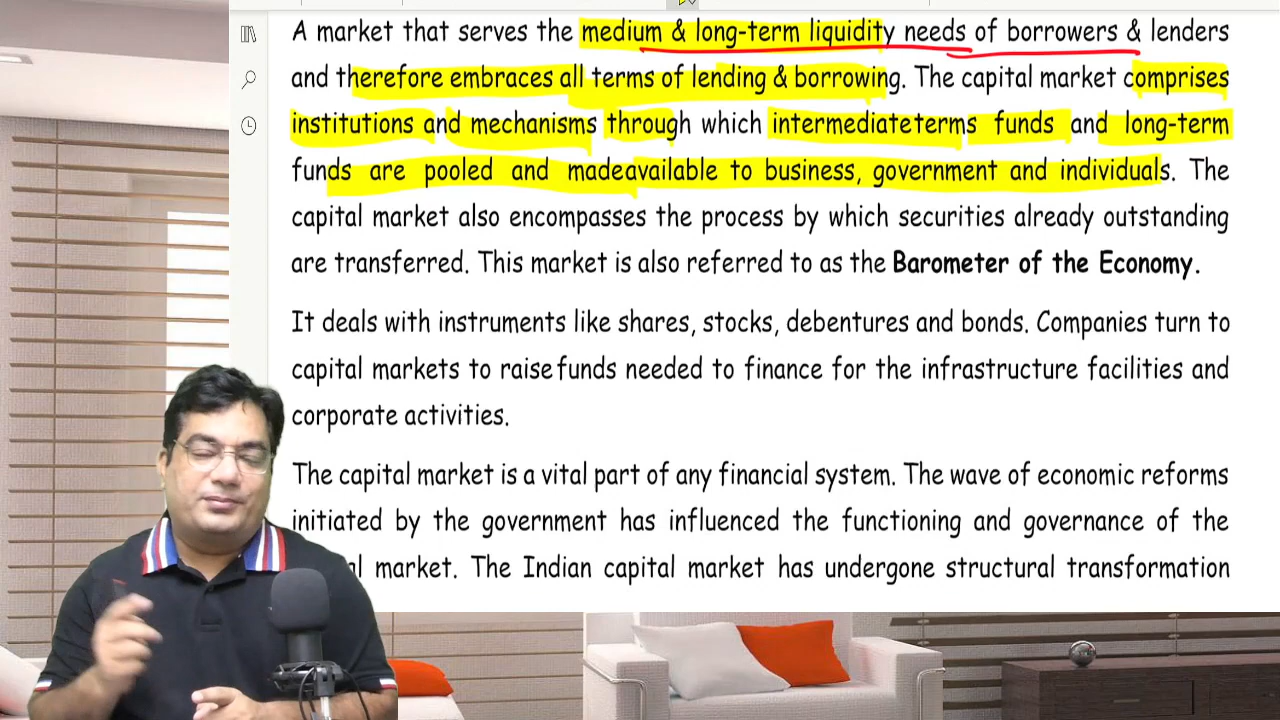 A market that serves the medium & long-term liquidity needs of borrowers & lenders
and therefore embraces all terms of lending & borrowing. The capital market comprises
institutions and mechanisms through which intermediateterms funds and long-term
funds are pooled and madeavailable to business, government and individuals. The
capital market also encompasses the process by which securities already outstanding
are transferred. This market is also referred to as the Barometer of the Economy.
It deals with instruments like shares, stocks, debentures and bonds. Companies turn to
capital markets to raisefunds needed to finance for the infrastructure facilities and
corporate activities.
The capital market is a vital part of any financial system. The wave of economic reforms
initiated by the government has influenced the functioning and governance of the
market. The Indian capital market has undergone structural transformation